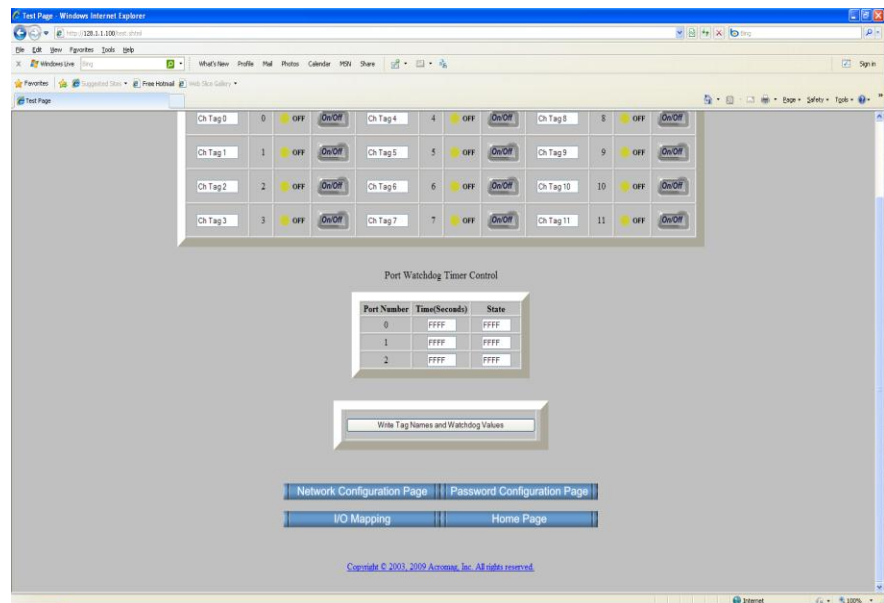 Test Page - Windows Internet Explorer
http://128.1.1.100/test.shtml
Bing
File Edit View Favorites Tools Help
X Windows Live Bing What's New Profile Mail Photos Calendar MSN Share Sign in
Favorites Suggested Sites Free Hotmail Web Slice Gallery
Test Page Page Safety Tools
Ch Tag 0 0 OFF On/Off Ch Tag 4 4 OFF On/Off Ch Tag 8 8 OFF On/Off
Ch Tag 1 1 OFF On/Off Ch Tag 5 5 OFF On/Off Ch Tag 9 9 OFF On/Off
Ch Tag 2 2 OFF On/Off Ch Tag 6 6 OFF On/Off Ch Tag 10 10 OFF On/Off
Ch Tag 3 3 OFF On/Off Ch Tag 7 7 OFF On/Off Ch Tag 11 11 OFF On/Off
Port Watchdog Timer Control
Port Number Time(Seconds) State
0 FFFF FFFF
1 FFFF FFFF
2 FFFF FFFF
Write Tag Names and Watchdog Values
Network Configuration Page Password Configuration Page
I/O Mapping Home Page
Copyright © 2003, 2009 Acromag, Inc. All rights reserved.
Internet 100%